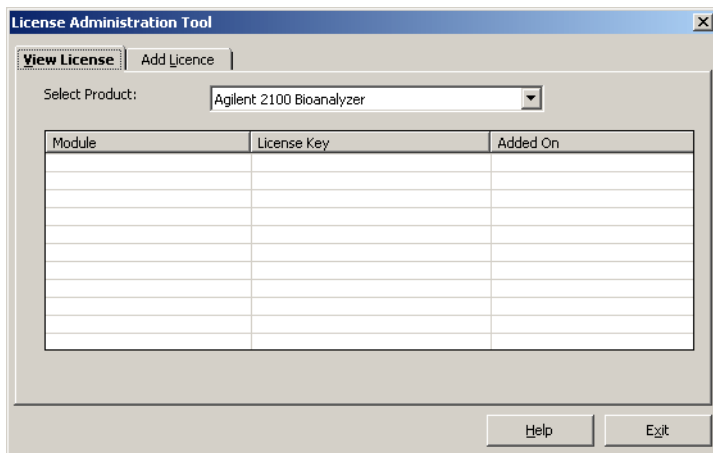 License Administration Tool
View License Add Licence
Select Product: Agilent 2100 Bioanalyzer
Module License Key Added On
Help Exit